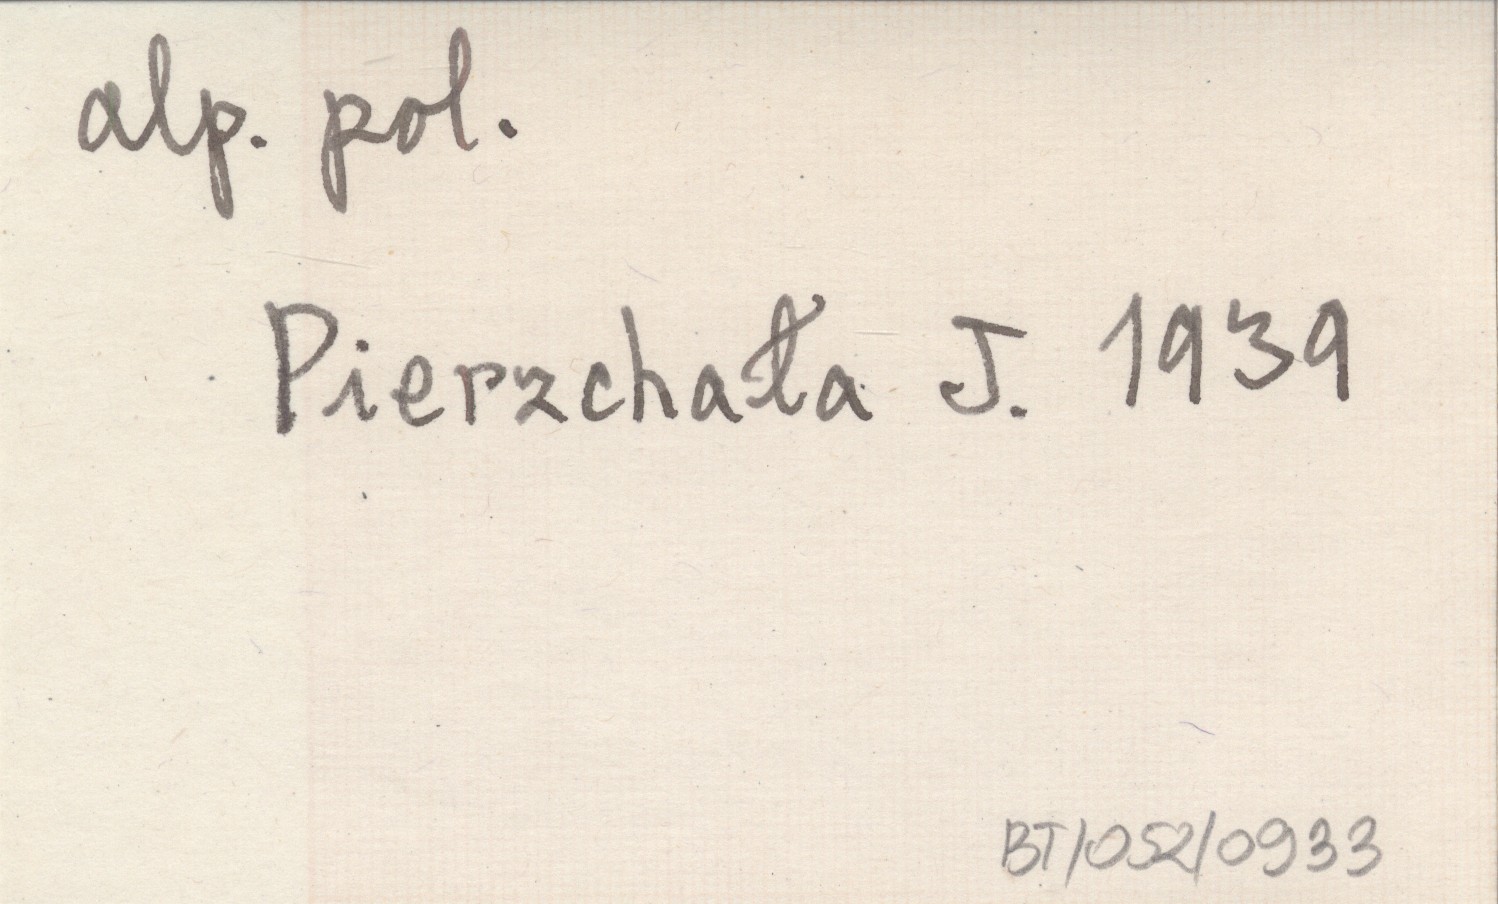 alp. pol.
Pierzchała J. 1939
BT/052/0933